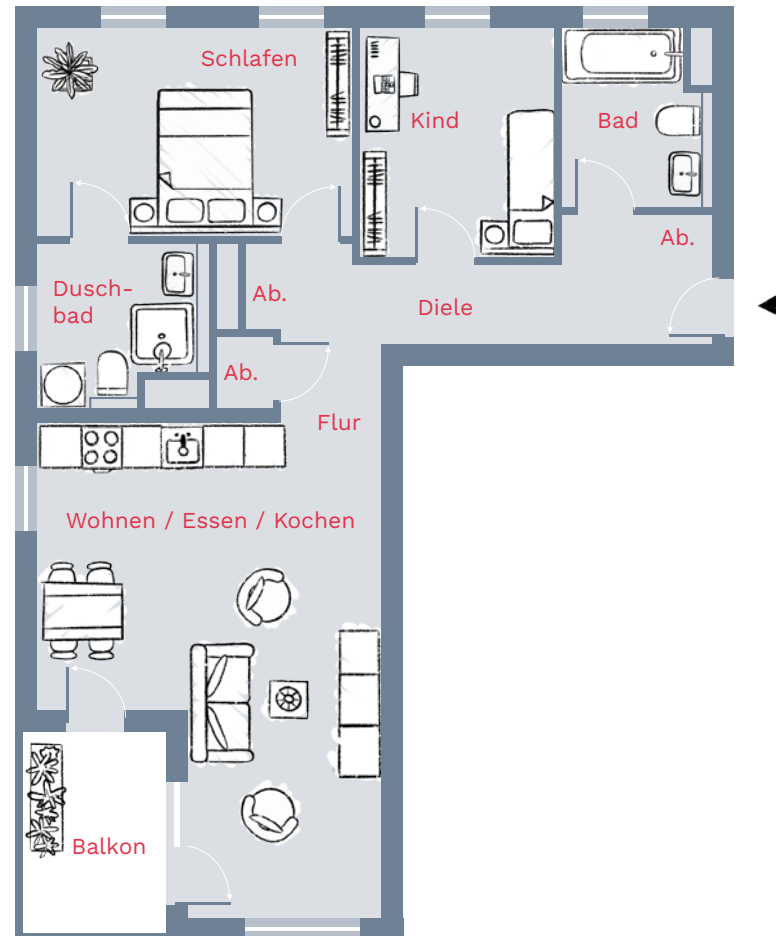 Schlafen
Kind
Bad
Ab.
Dusch-
bad
Ab.
Diele
Ab.
Flur
Wohnen / Essen / Kochen
Balkon